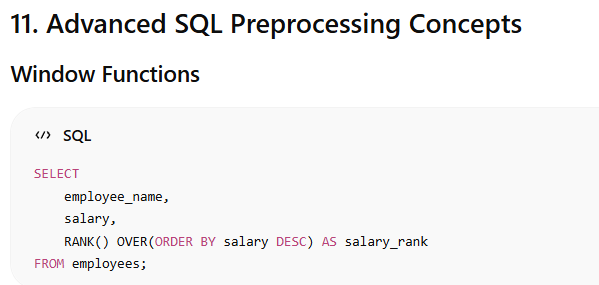 11. Advanced SQL Preprocessing Concepts
Window Functions
</> SQL
SELECT
    employee_name,
    salary,
    RANK() OVER(ORDER BY salary DESC) AS salary_rank
FROM employees;